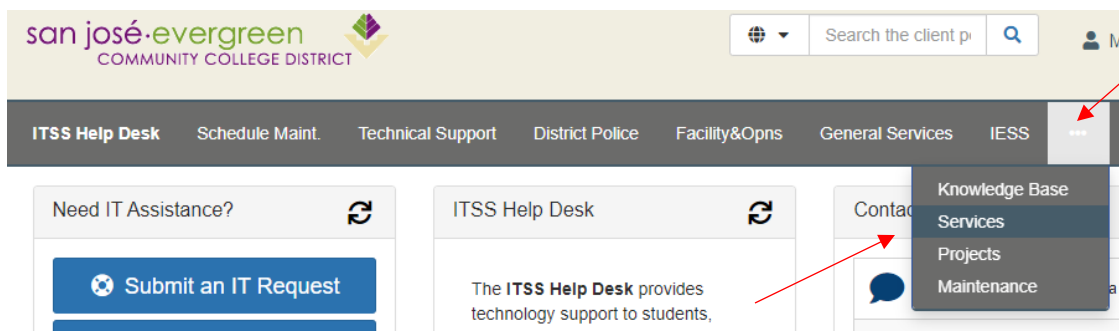 san josé·evergreen
COMMUNITY COLLEGE DISTRICT
Search the client
ITSS Help Desk Schedule Maint. Technical Support District Police Facility&Opns General Services IESS ···
Knowledge Base
Services
Projects
Maintenance
Need IT Assistance?
Submit an IT Request
ITSS Help Desk
The ITSS Help Desk provides
technology support to students,